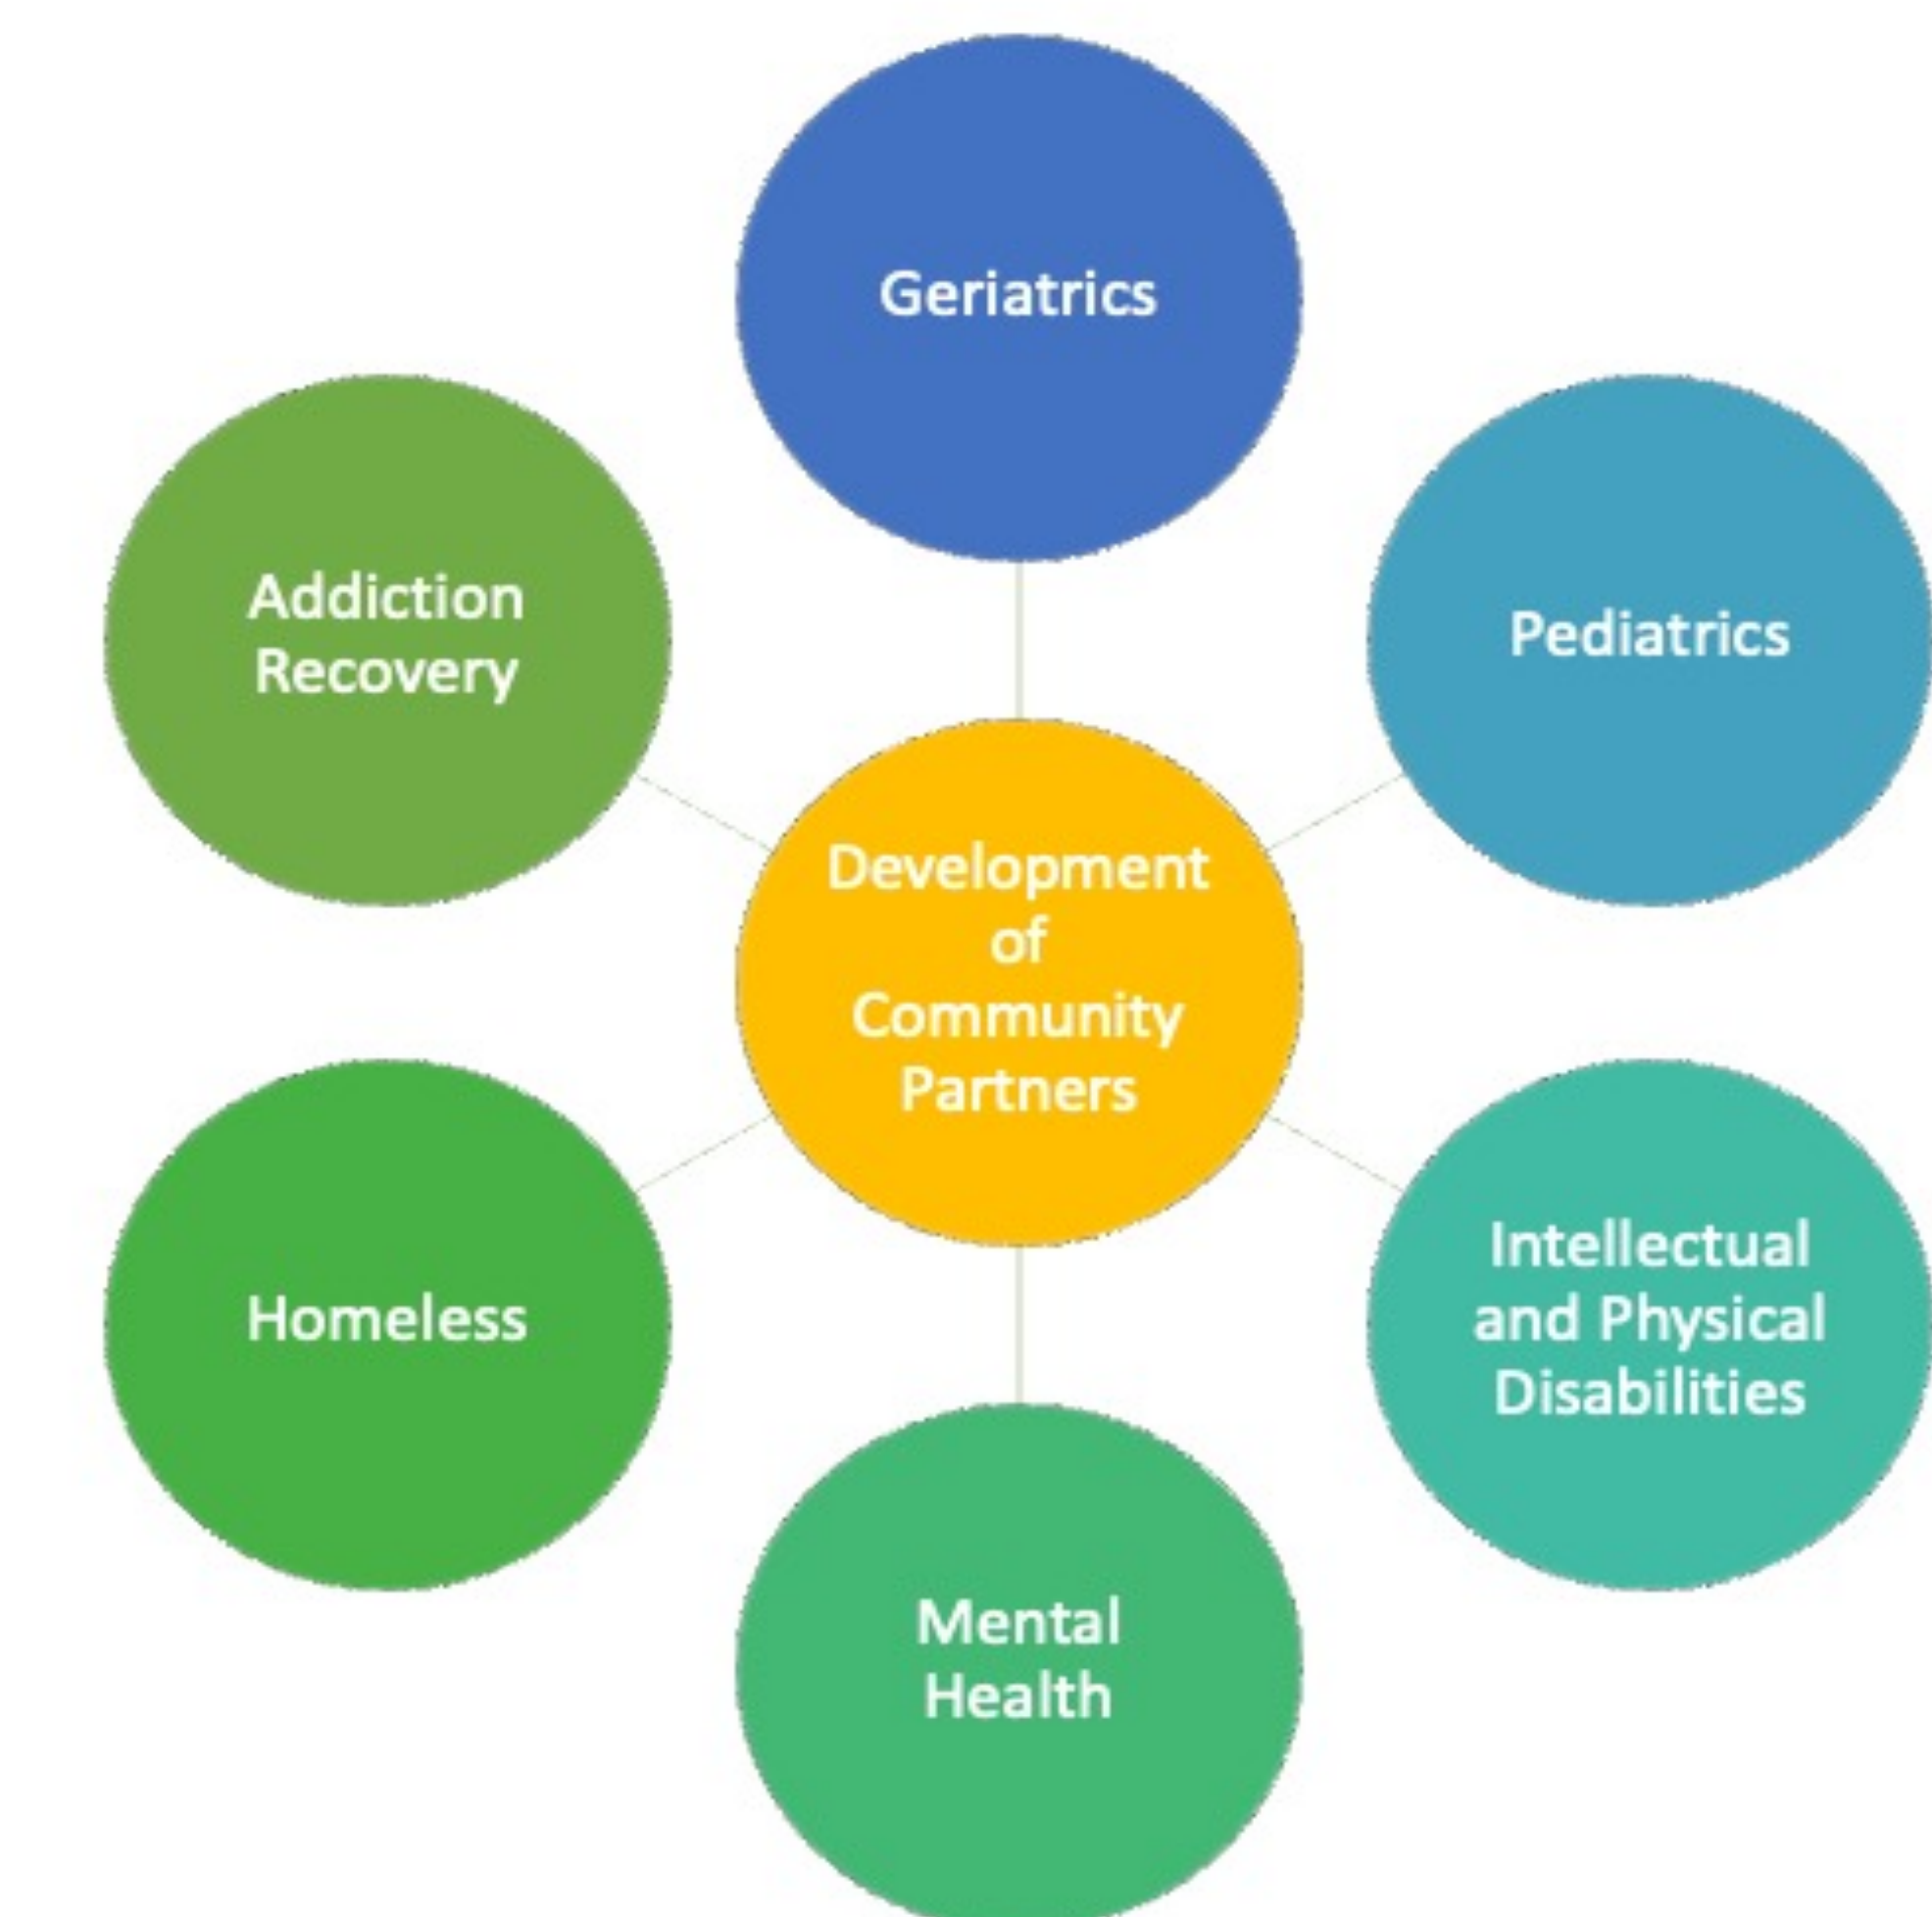 Geriatrics
Addiction
Recovery
Pediatrics
Development
of
Community
Partners
Homeless
Intellectual
and Physical
Disabilities
Mental
Health